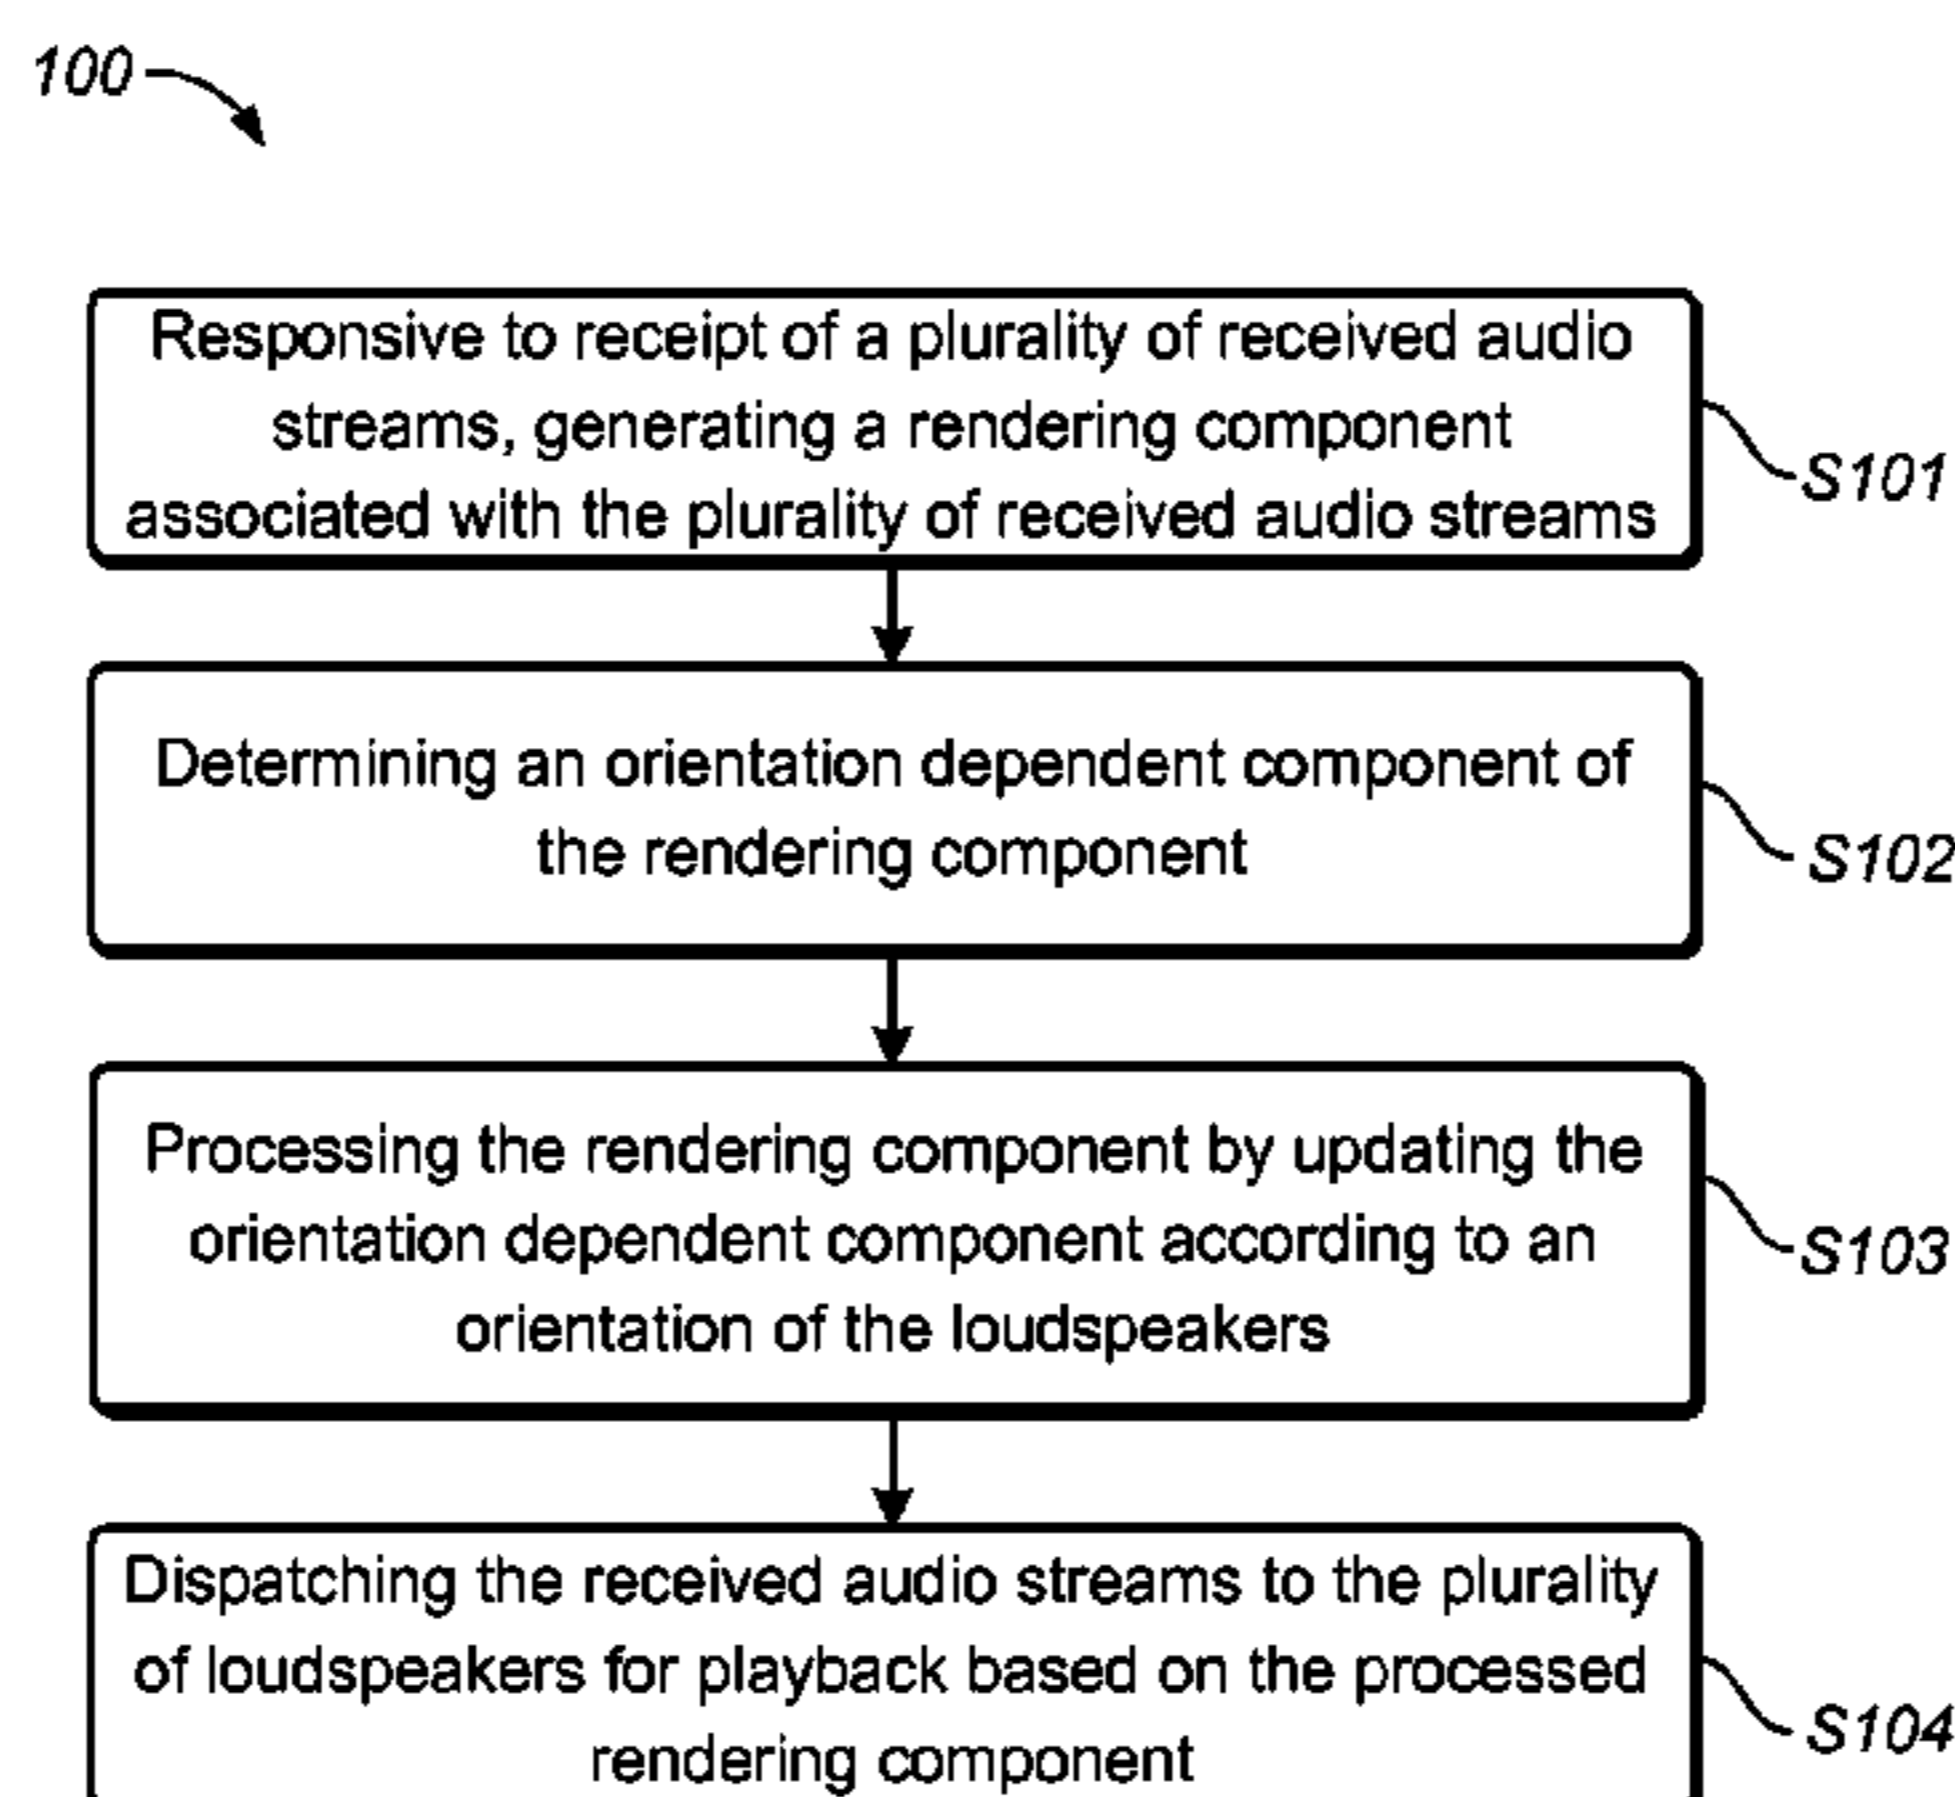 100
Responsive to receipt of a plurality of received audio
streams, generating a rendering component
associated with the plurality of received audio streams
S101
Determining an orientation dependent component of
the rendering component
S102
Processing the rendering component by updating the
orientation dependent component according to an
orientation of the loudspeakers
S103
Dispatching the received audio streams to the plurality
of loudspeakers for playback based on the processed
rendering component
S104